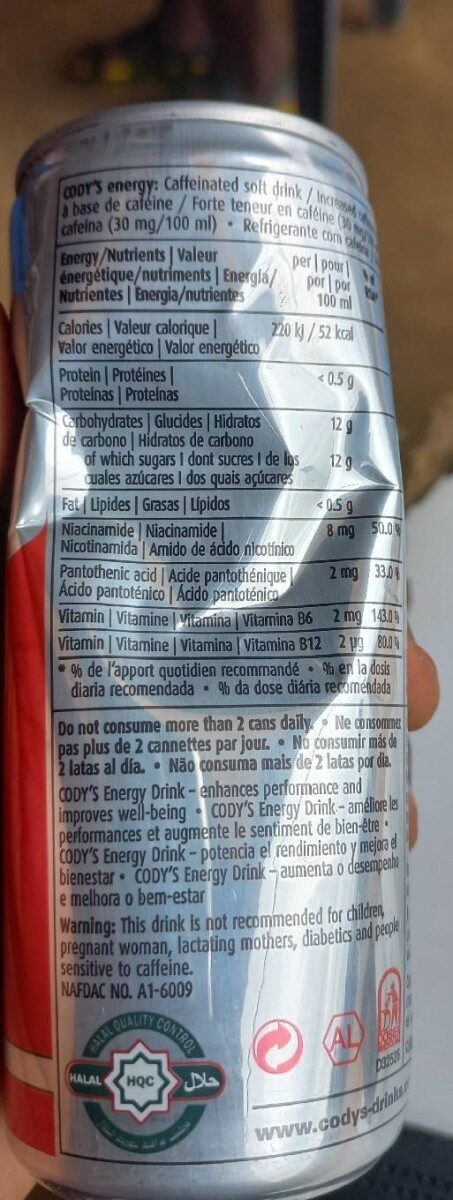 CODY'S energy: Caffeinated soft drink / Increased
à base de caféine / Forte teneur en caféine (30
cafeína (30 mg/100 ml) • Refrigerante com cafeína
Energy/Nutrients | Valeur
énergétique/nutriments | Energía/
Nutrientes | Energia/nutrientes
per | pour |
por | por
100 ml
Calories | Valeur calorique |
Valor energético | Valor energético
220 kJ / 52 kcal
Protein | Protéines |
Proteínas | Proteínas
< 0.5 g
Carbohydrates | Glucides | Hidratos
de carbono | Hidratos de carbono
12 g
of which sugars | dont sucres | de los
cuales azúcares | dos quais açúcares
12 g
Fat | Lipides | Grasas | Lípidos < 0.5 g
Niacinamide | Niacinamide |
Nicotinamida | Amido de ácido nicotínico
8 mg 50.0 %
Pantothenic acid | Acide pantothénique |
Ácido pantoténico | Ácido pantoténico
2 mg 33.0 %
Vitamin | Vitamine | Vitamina | Vitamina B6 2 mg 143.0 %
Vitamin | Vitamine | Vitamina | Vitamina B12 2 µg 80.0 %
* % de l'apport quotidien recommandé • % en la dosis
diaria recomendada • % da dose diária recomendada
Do not consume more than 2 cans daily. • Ne consommez
pas plus de 2 cannettes par jour. • No consumir más de
2 latas al día. • Não consuma mais de 2 latas por dia.
CODY'S Energy Drink - enhances performance and
improves well-being • CODY'S Energy Drink - améliore les
performances et augmente le sentiment de bien-être •
CODY'S Energy Drink - potencia el rendimiento y mejora el
bienestar • CODY'S Energy Drink - aumenta o desempenho
e melhora o bem-estar
Warning: This drink is not recommended for children,
pregnant woman, lactating mothers, diabetics and people
sensitive to caffeine.
NAFDAC NO. A1-6009
HALAL QUALITY CONTROL
HALAL HQC حلال
AL
D32525
www.codys-drinks